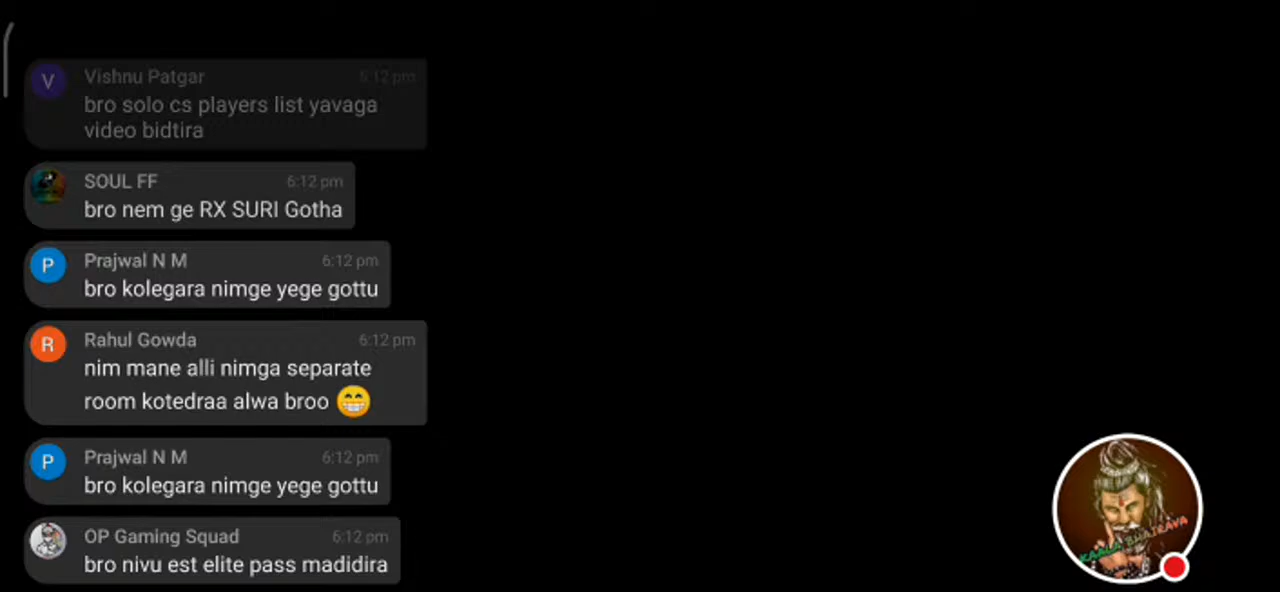 V
Vishnu Patgar 6:12 pm
bro solo cs players list yavaga
video bidtira
SOUL FF 6:12 pm
bro nem ge RX SURI Gotha
P
Prajwal N M 6:12 pm
bro kolegara nimge yege gottu
R
Rahul Gowda 6:12 pm
nim mane alli nimga separate
room kotedraa alwa broo 😁
P
Prajwal N M 6:12 pm
bro kolegara nimge yege gottu
OP Gaming Squad 6:12 pm
bro nivu est elite pass madidira
KAALA BHAIRAVA